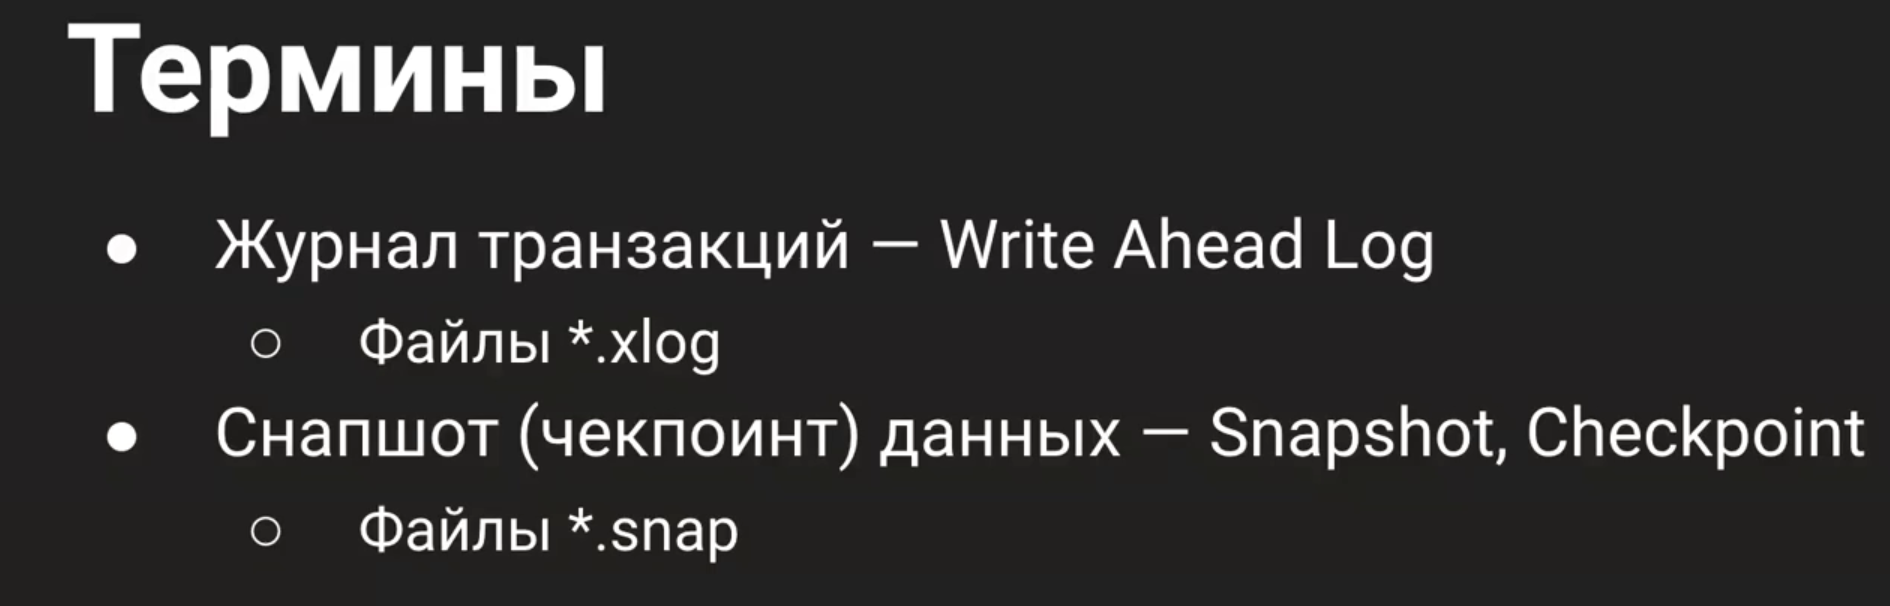 Термины
● Журнал транзакций — Write Ahead Log
○ Файлы *.xlog
● Снапшот (чекпоинт) данных — Snapshot, Checkpoint
○ Файлы *.snap